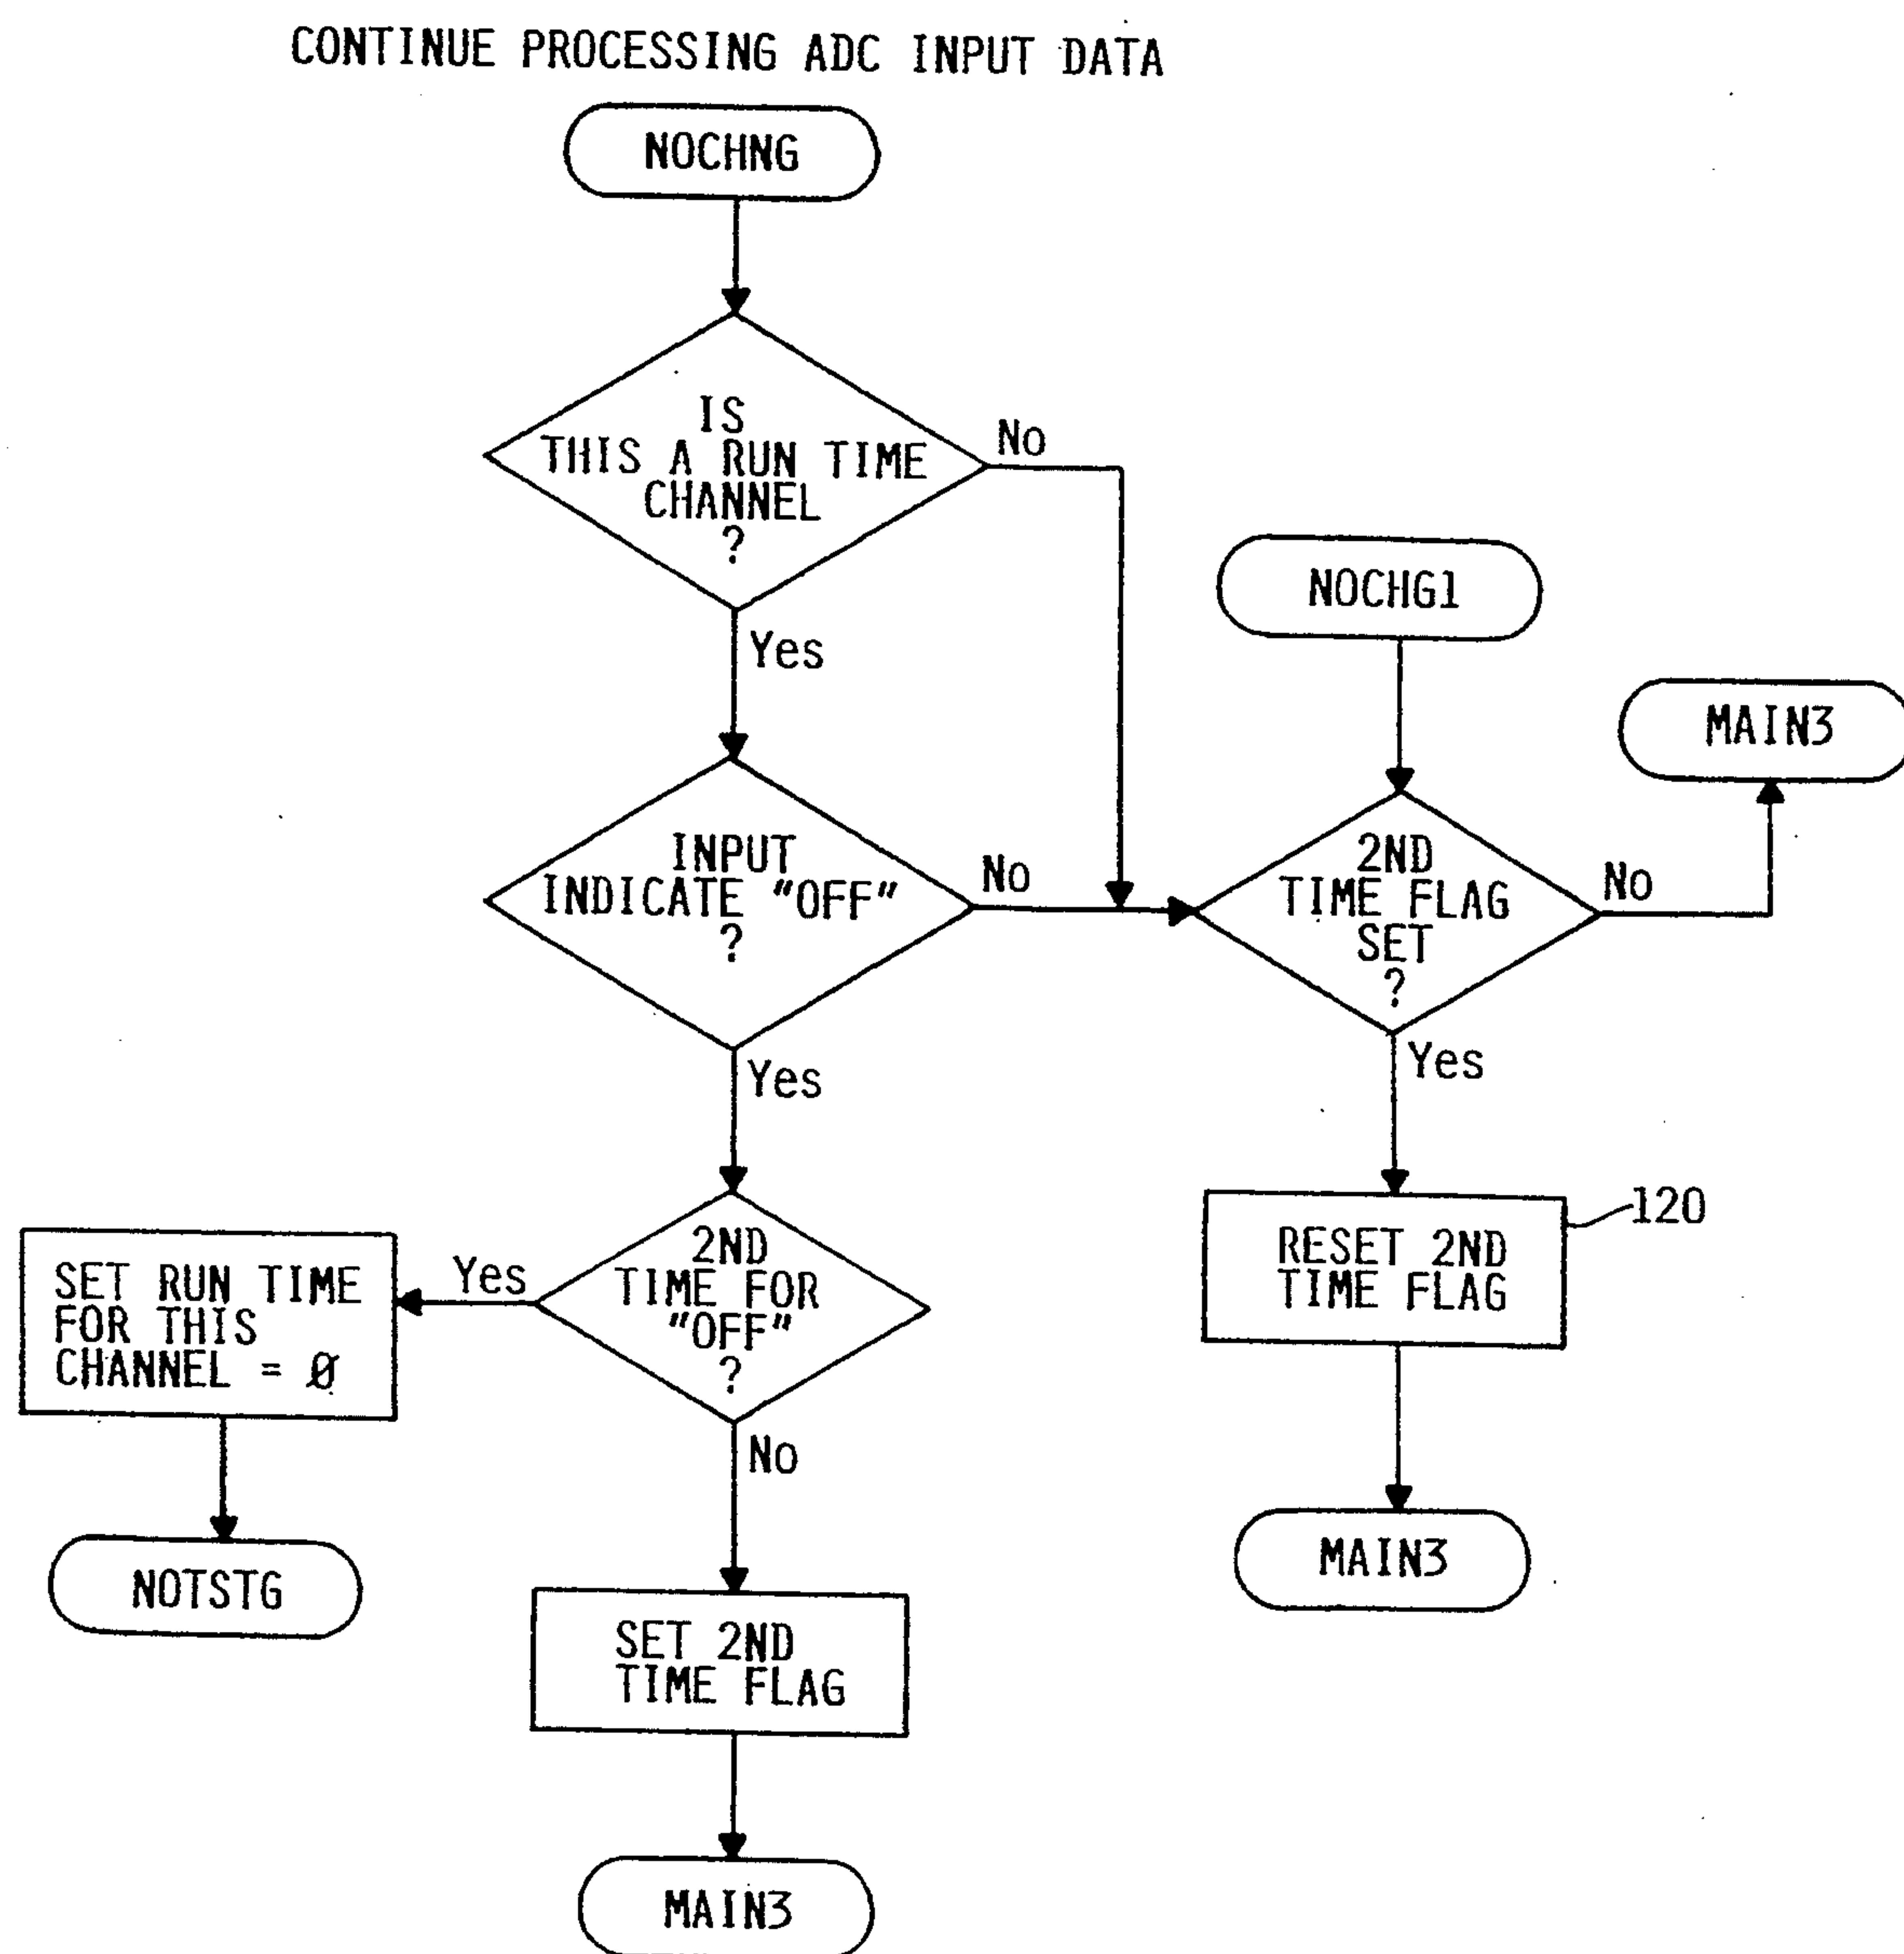 CONTINUE PROCESSING ADC INPUT DATA
NOCHNG
IS
THIS A RUN TIME
CHANNEL
?
No
Yes
NOCHG1
MAIN3
INPUT
INDICATE "OFF"
?
No
Yes
2ND
TIME FLAG
SET
?
No
Yes
120
RESET 2ND
TIME FLAG
MAIN3
2ND
TIME FOR
"OFF"
?
Yes
No
SET RUN TIME
FOR THIS
CHANNEL = Ø
NOTSTG
SET 2ND
TIME FLAG
MAIN3